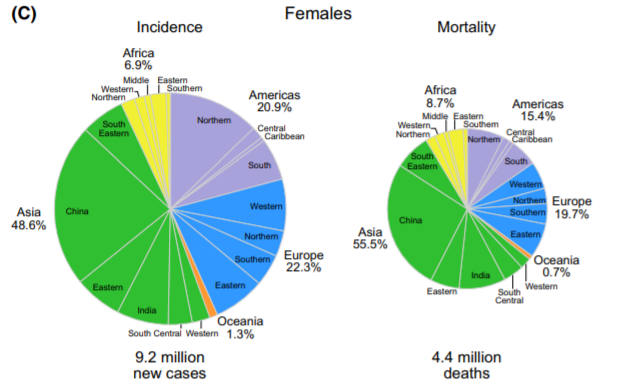 (C)
Females
Incidence
Africa
6.9%
Middle
Eastern
Western
Southern
Northern
Americas
20.9%
Northern
Central
Caribbean
South
South
Eastern
Western
China
Asia
48.6%
Northern
Southern
Europe
22.3%
Eastern
Eastern
India
Oceania
1.3%
South Central
Western
9.2 million
new cases
Mortality
Africa
8.7%
Middle
Eastern
Western
Southern
Northern
Americas
15.4%
Northern
Central
Caribbean
South
South
Eastern
Western
Northern
Europe
19.7%
Southern
China
Asia
55.5%
Eastern
Oceania
0.7%
India
Western
Eastern
South
Central
4.4 million
deaths